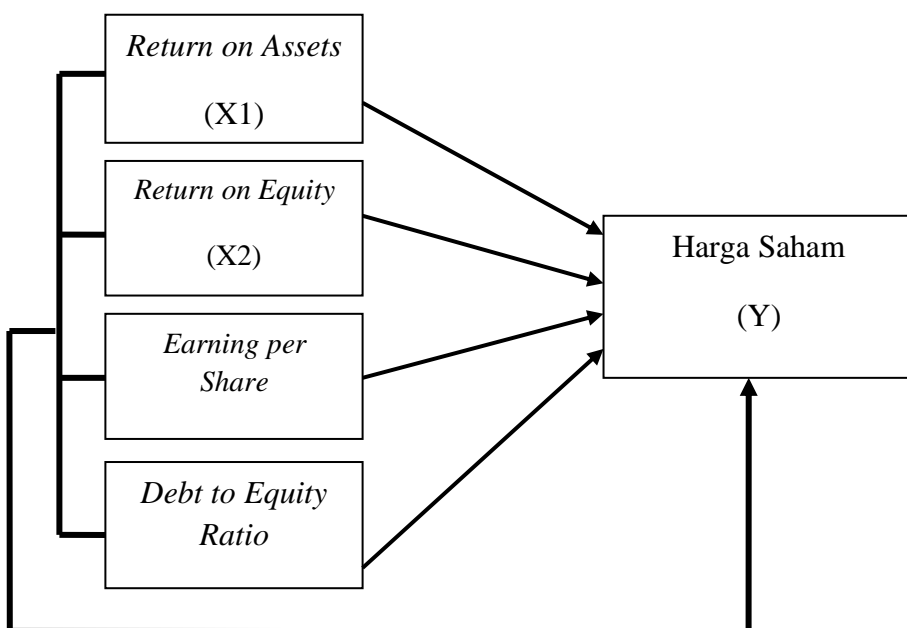 Return on Assets
(X1)
Return on Equity
(X2)
Earning per
Share
Debt to Equity
Ratio
Harga Saham
(Y)